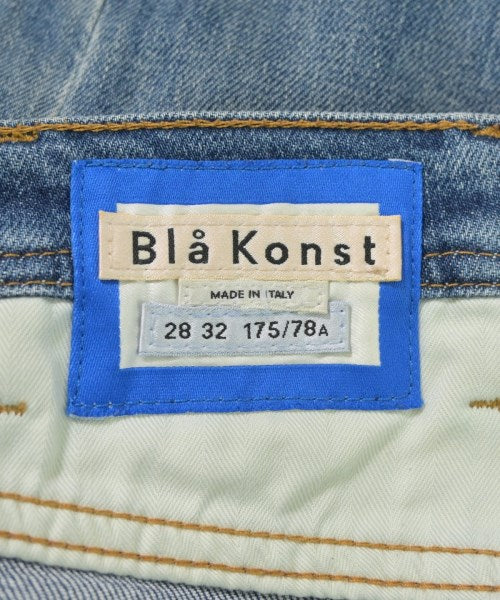 Blå Konst
MADE IN ITALY
28 32 175/78A